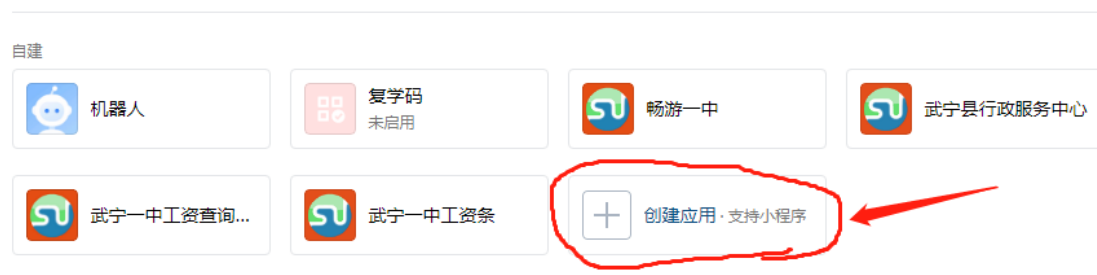 自建
机器人
复学码
未启用
畅游一中
武宁县行政服务中心
武宁一中工资查询...
武宁一中工资条
创建应用 · 支持小程序